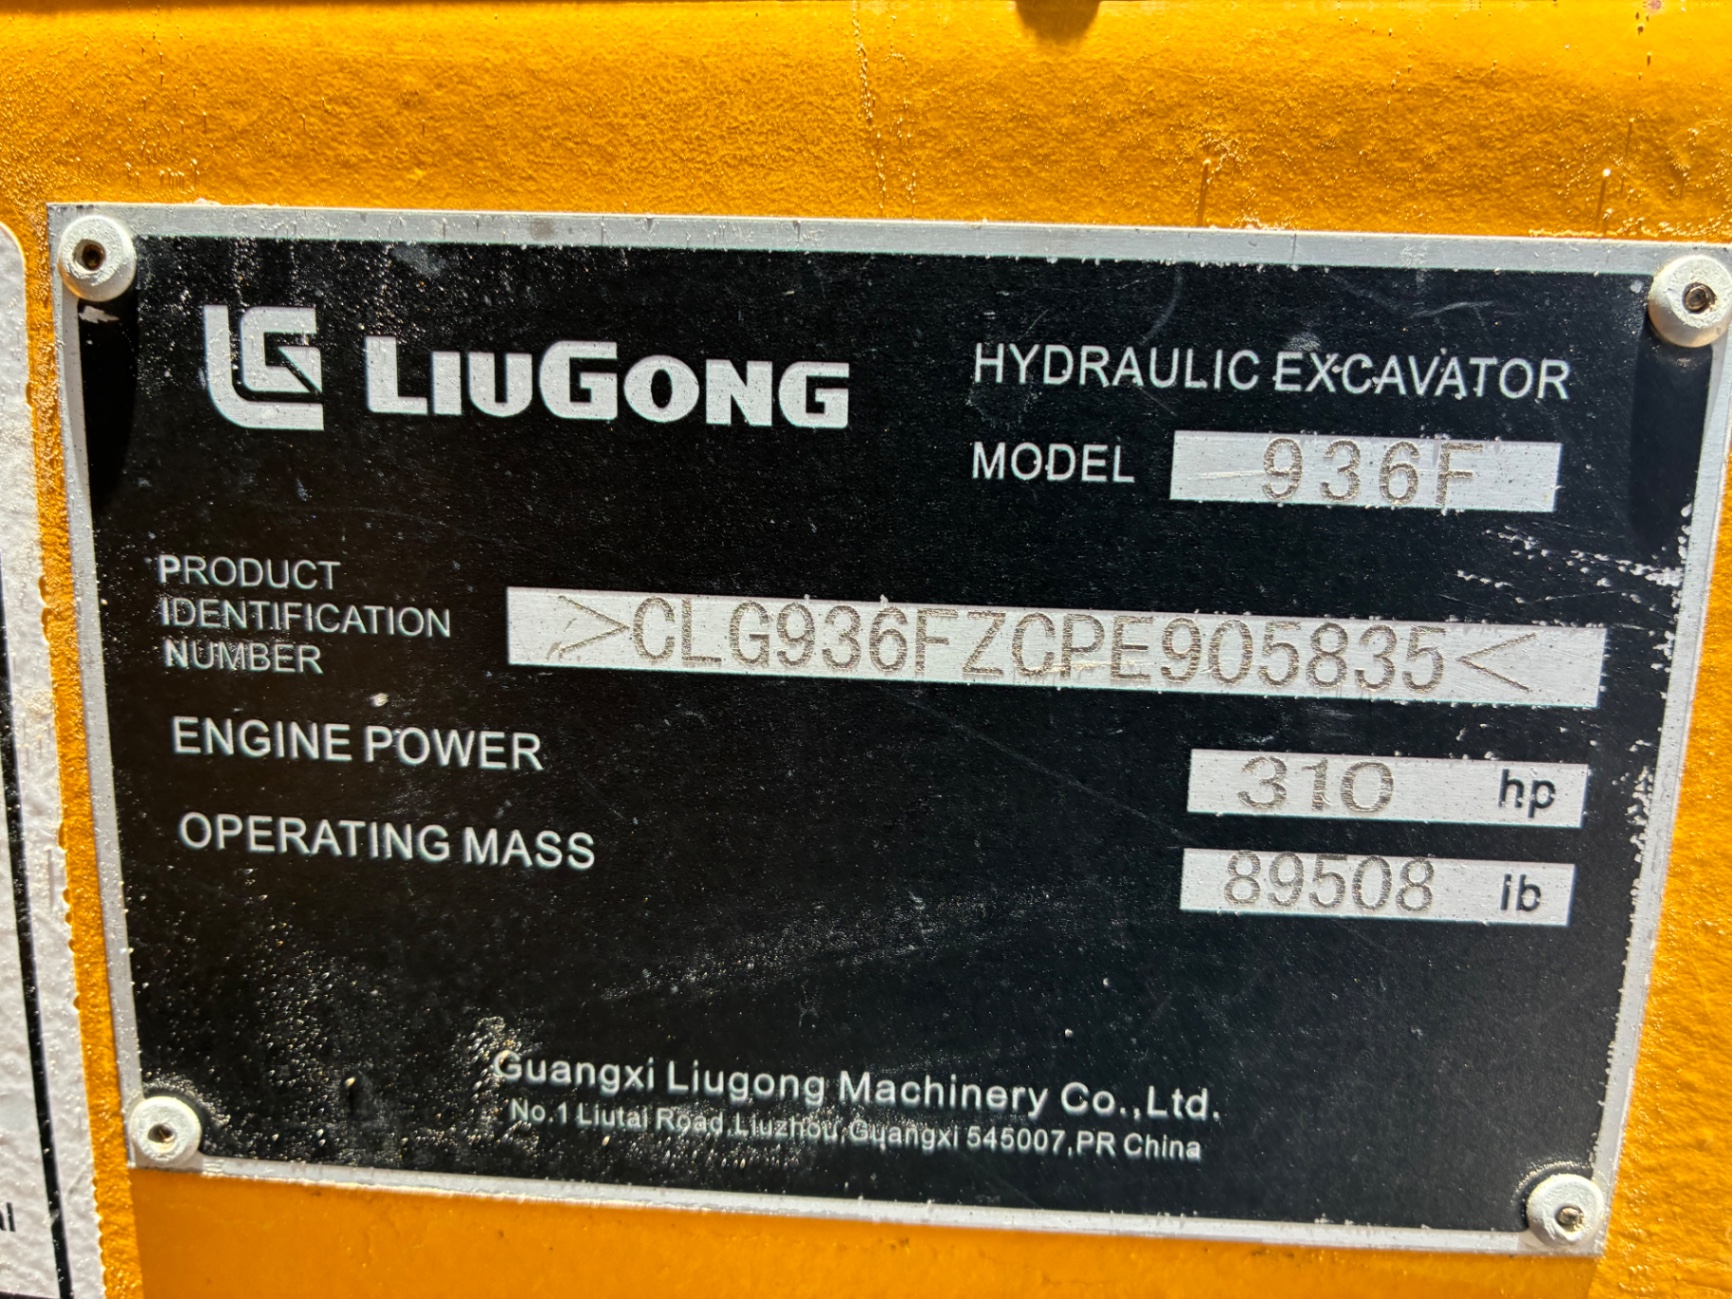 LIUGONG
HYDRAULIC EXCAVATOR
MODEL 936F
PRODUCT
IDENTIFICATION
NUMBER
>CLG936FZCPE905835<
ENGINE POWER 310 hp
OPERATING MASS 89508 ib
Guangxi Liugong Machinery Co.,Ltd.
No.1 Liutai Road,Liuzhou,Guangxi 545007,PR China